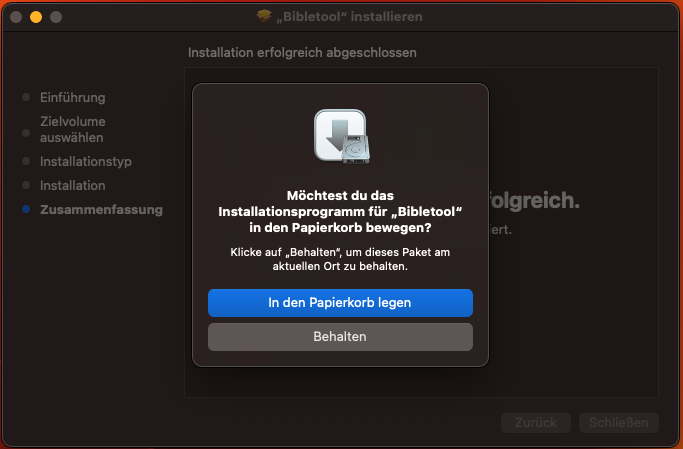 „Bibletool“ installieren
Installation erfolgreich abgeschlossen
Einführung
Zielvolume
auswählen
Installationstyp
Installation
Zusammenfassung
folgreich.
ert.
Möchtest du das
Installationsprogramm für „Bibletool“
in den Papierkorb bewegen?
Klicke auf „Behalten“, um dieses Paket am
aktuellen Ort zu behalten.
In den Papierkorb legen
Behalten
Zurück
Schließen